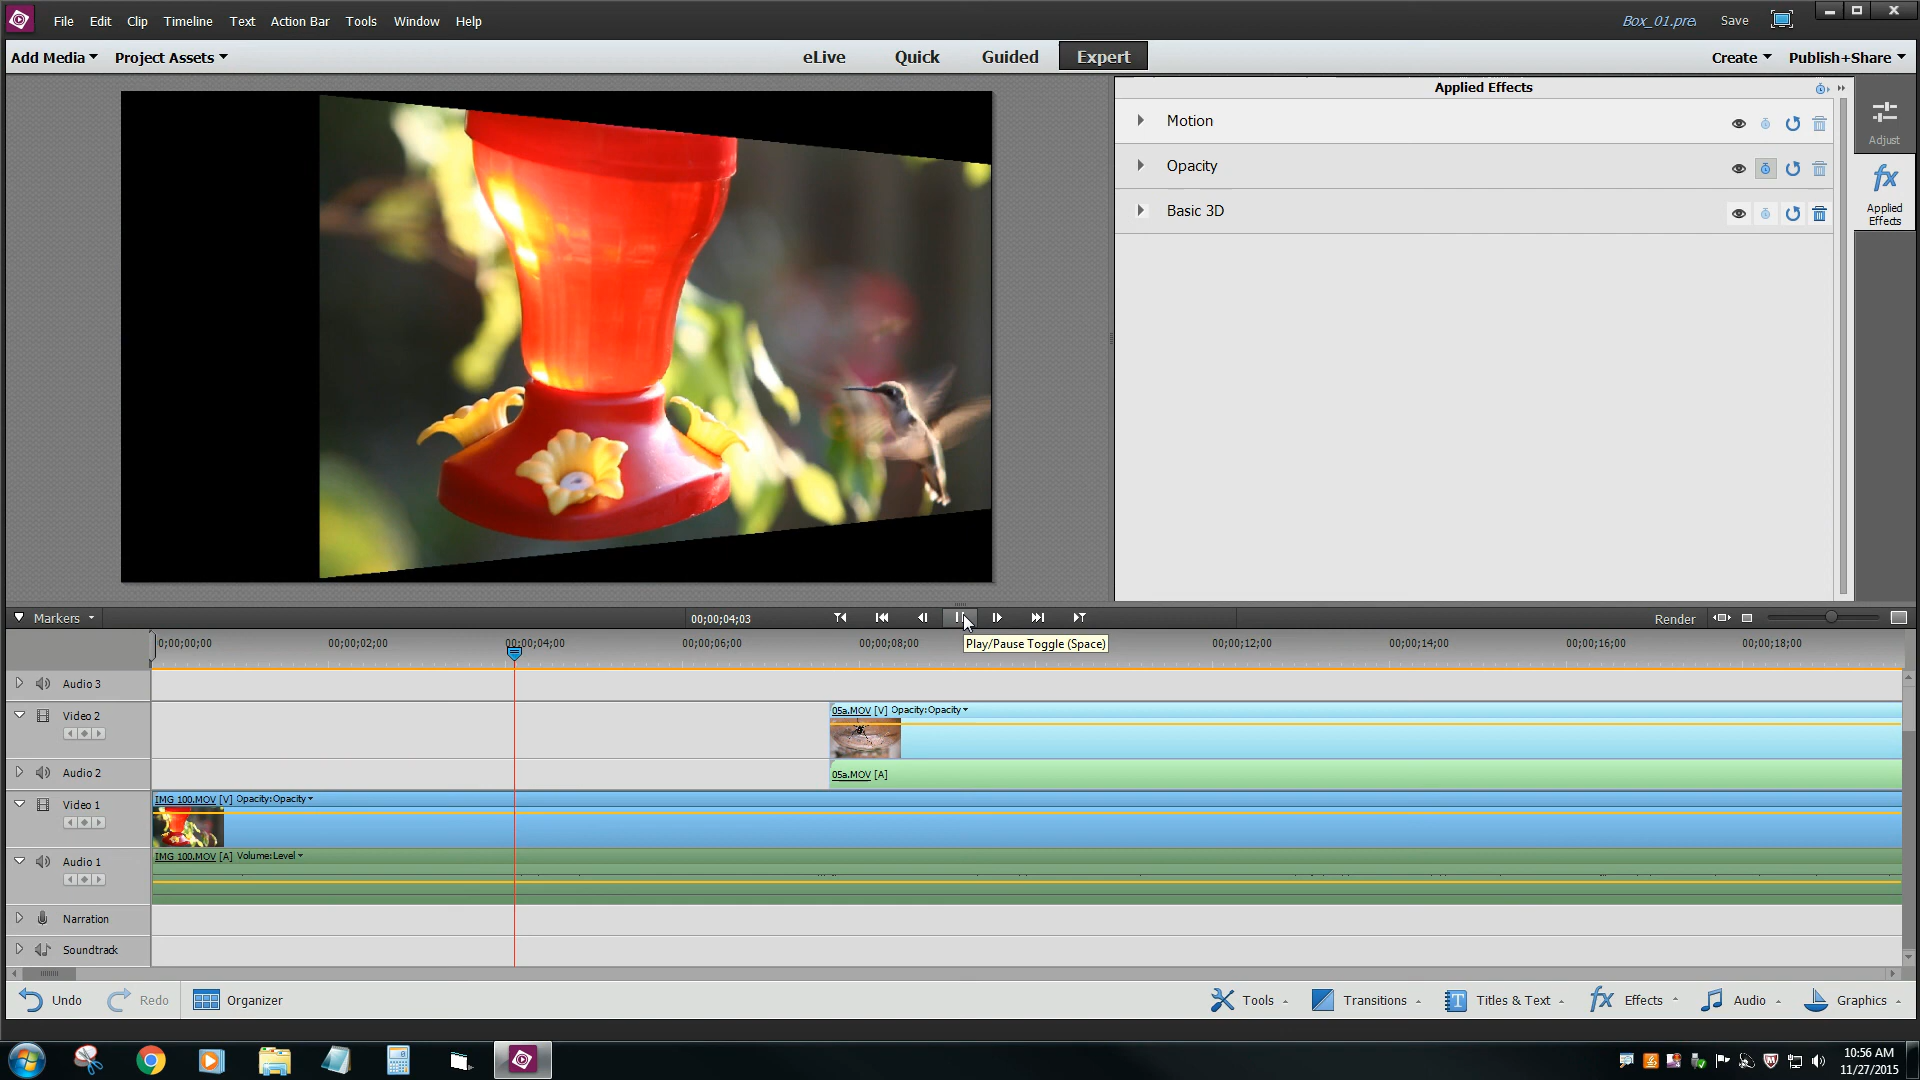 File Edit Clip Timeline Text Action Bar Tools Window Help Box_01.prel Save
Add Media Project Assets eLive Quick Guided Expert Create Publish+Share
Applied Effects
Motion
Opacity
Basic 3D
Adjust
fx
Applied
Effects
Markers 00;00;04;03 Render
0;00;00;00 00;00;02;00 00;00;04;00 00;00;06;00 00;00;08;00 00;00;12;00 00;00;14;00 00;00;16;00 00;00;18;00
Play/Pause Toggle (Space)
Audio 3
Video 2 05a.MOV [V] Opacity:Opacity
Audio 2 05a.MOV [A]
Video 1 IMG 100.MOV [V] Opacity:Opacity
Audio 1 IMG 100.MOV [A] Volume:Level
Narration
Soundtrack
Undo Redo Organizer Tools Transitions Titles & Text fx Effects Audio Graphics
10:56 AM
11/27/2015